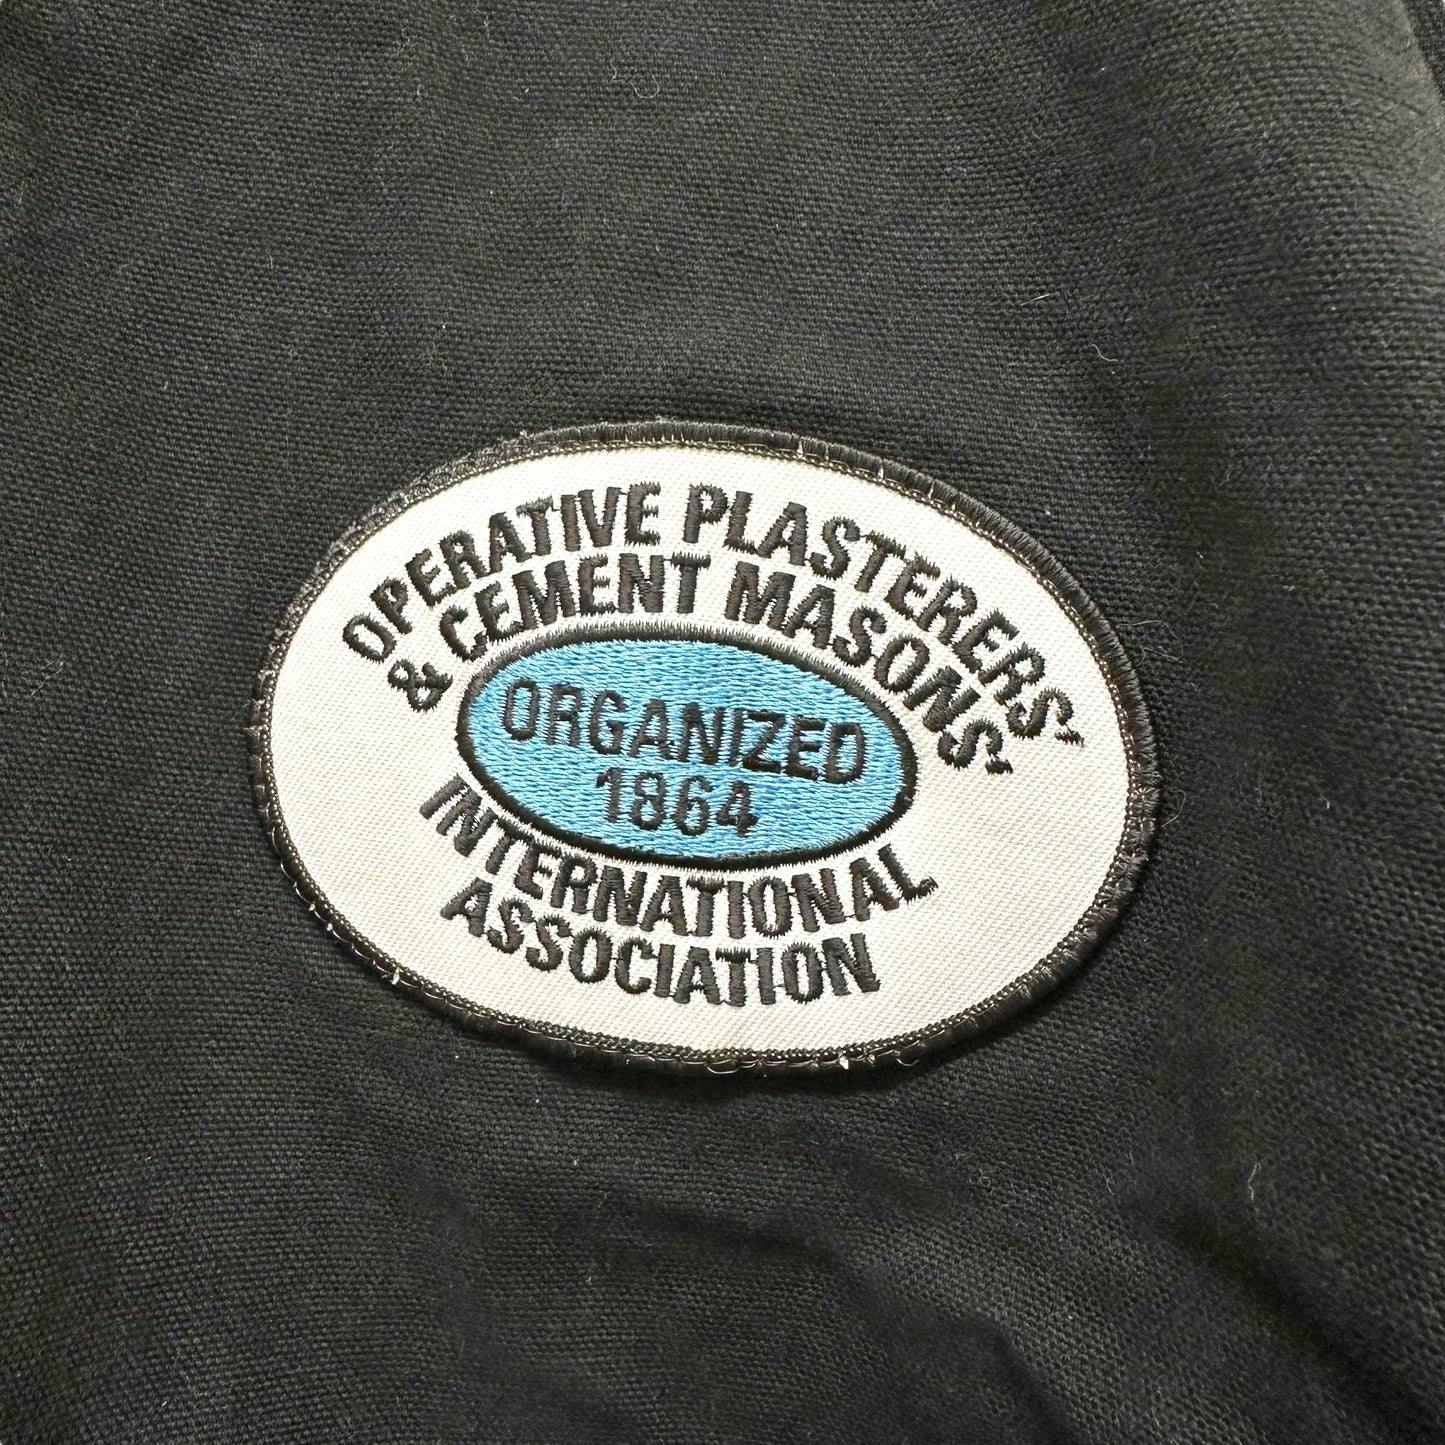 OPERATIVE PLASTERERS'
& CEMENT MASONS'
ORGANIZED
1864
INTERNATIONAL
ASSOCIATION